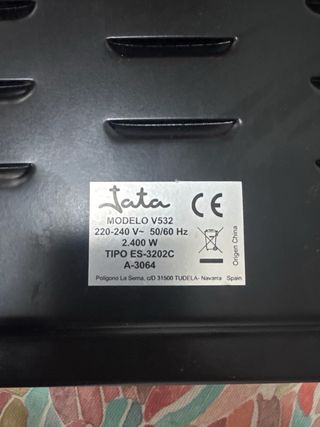 Jata
CE
MODELO V532
220-240 V~ 50/60 Hz
2.400 W
TIPO ES-3202C
A-3064
Origen China
Poligono La Serna, c/D 31500 TUDELA- Navarra Spain